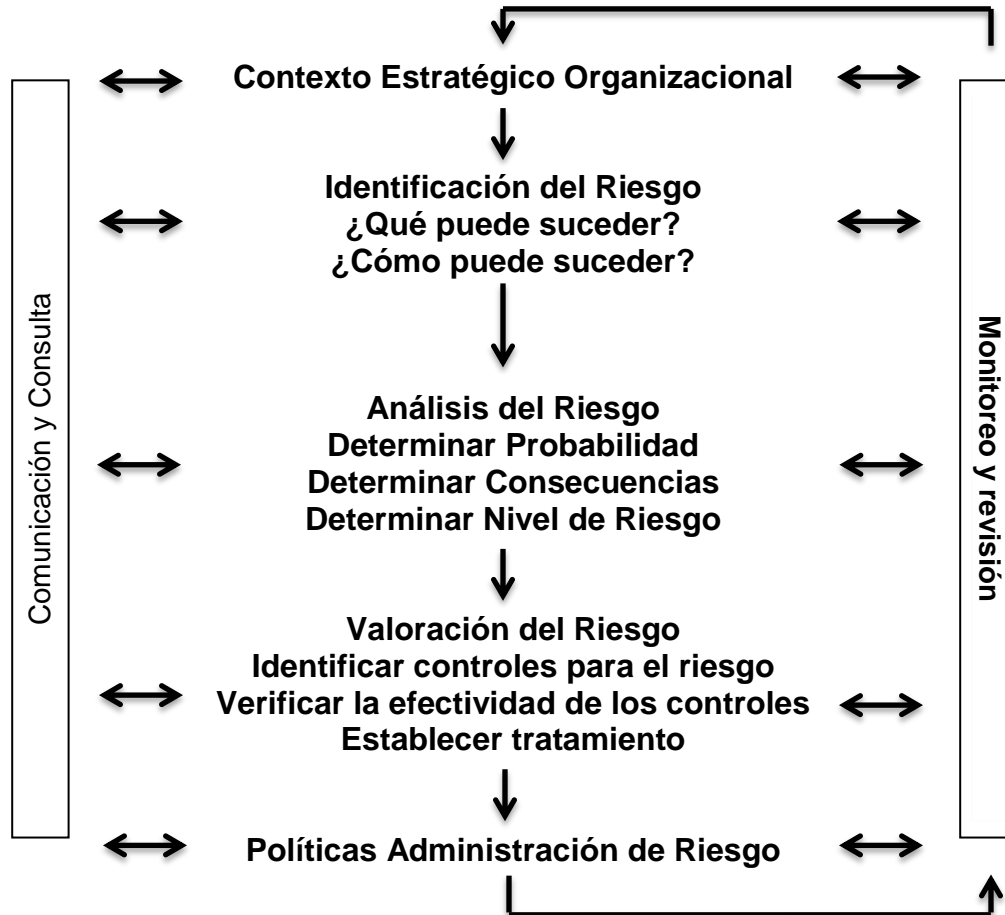 Contexto Estratégico Organizacional
Identificación del Riesgo
¿Qué puede suceder?
¿Cómo puede suceder?
Análisis del Riesgo
Determinar Probabilidad
Determinar Consecuencias
Determinar Nivel de Riesgo
Valoración del Riesgo
Identificar controles para el riesgo
Verificar la efectividad de los controles
Establecer tratamiento
Políticas Administración de Riesgo
Comunicación y Consulta
Monitoreo y revisión